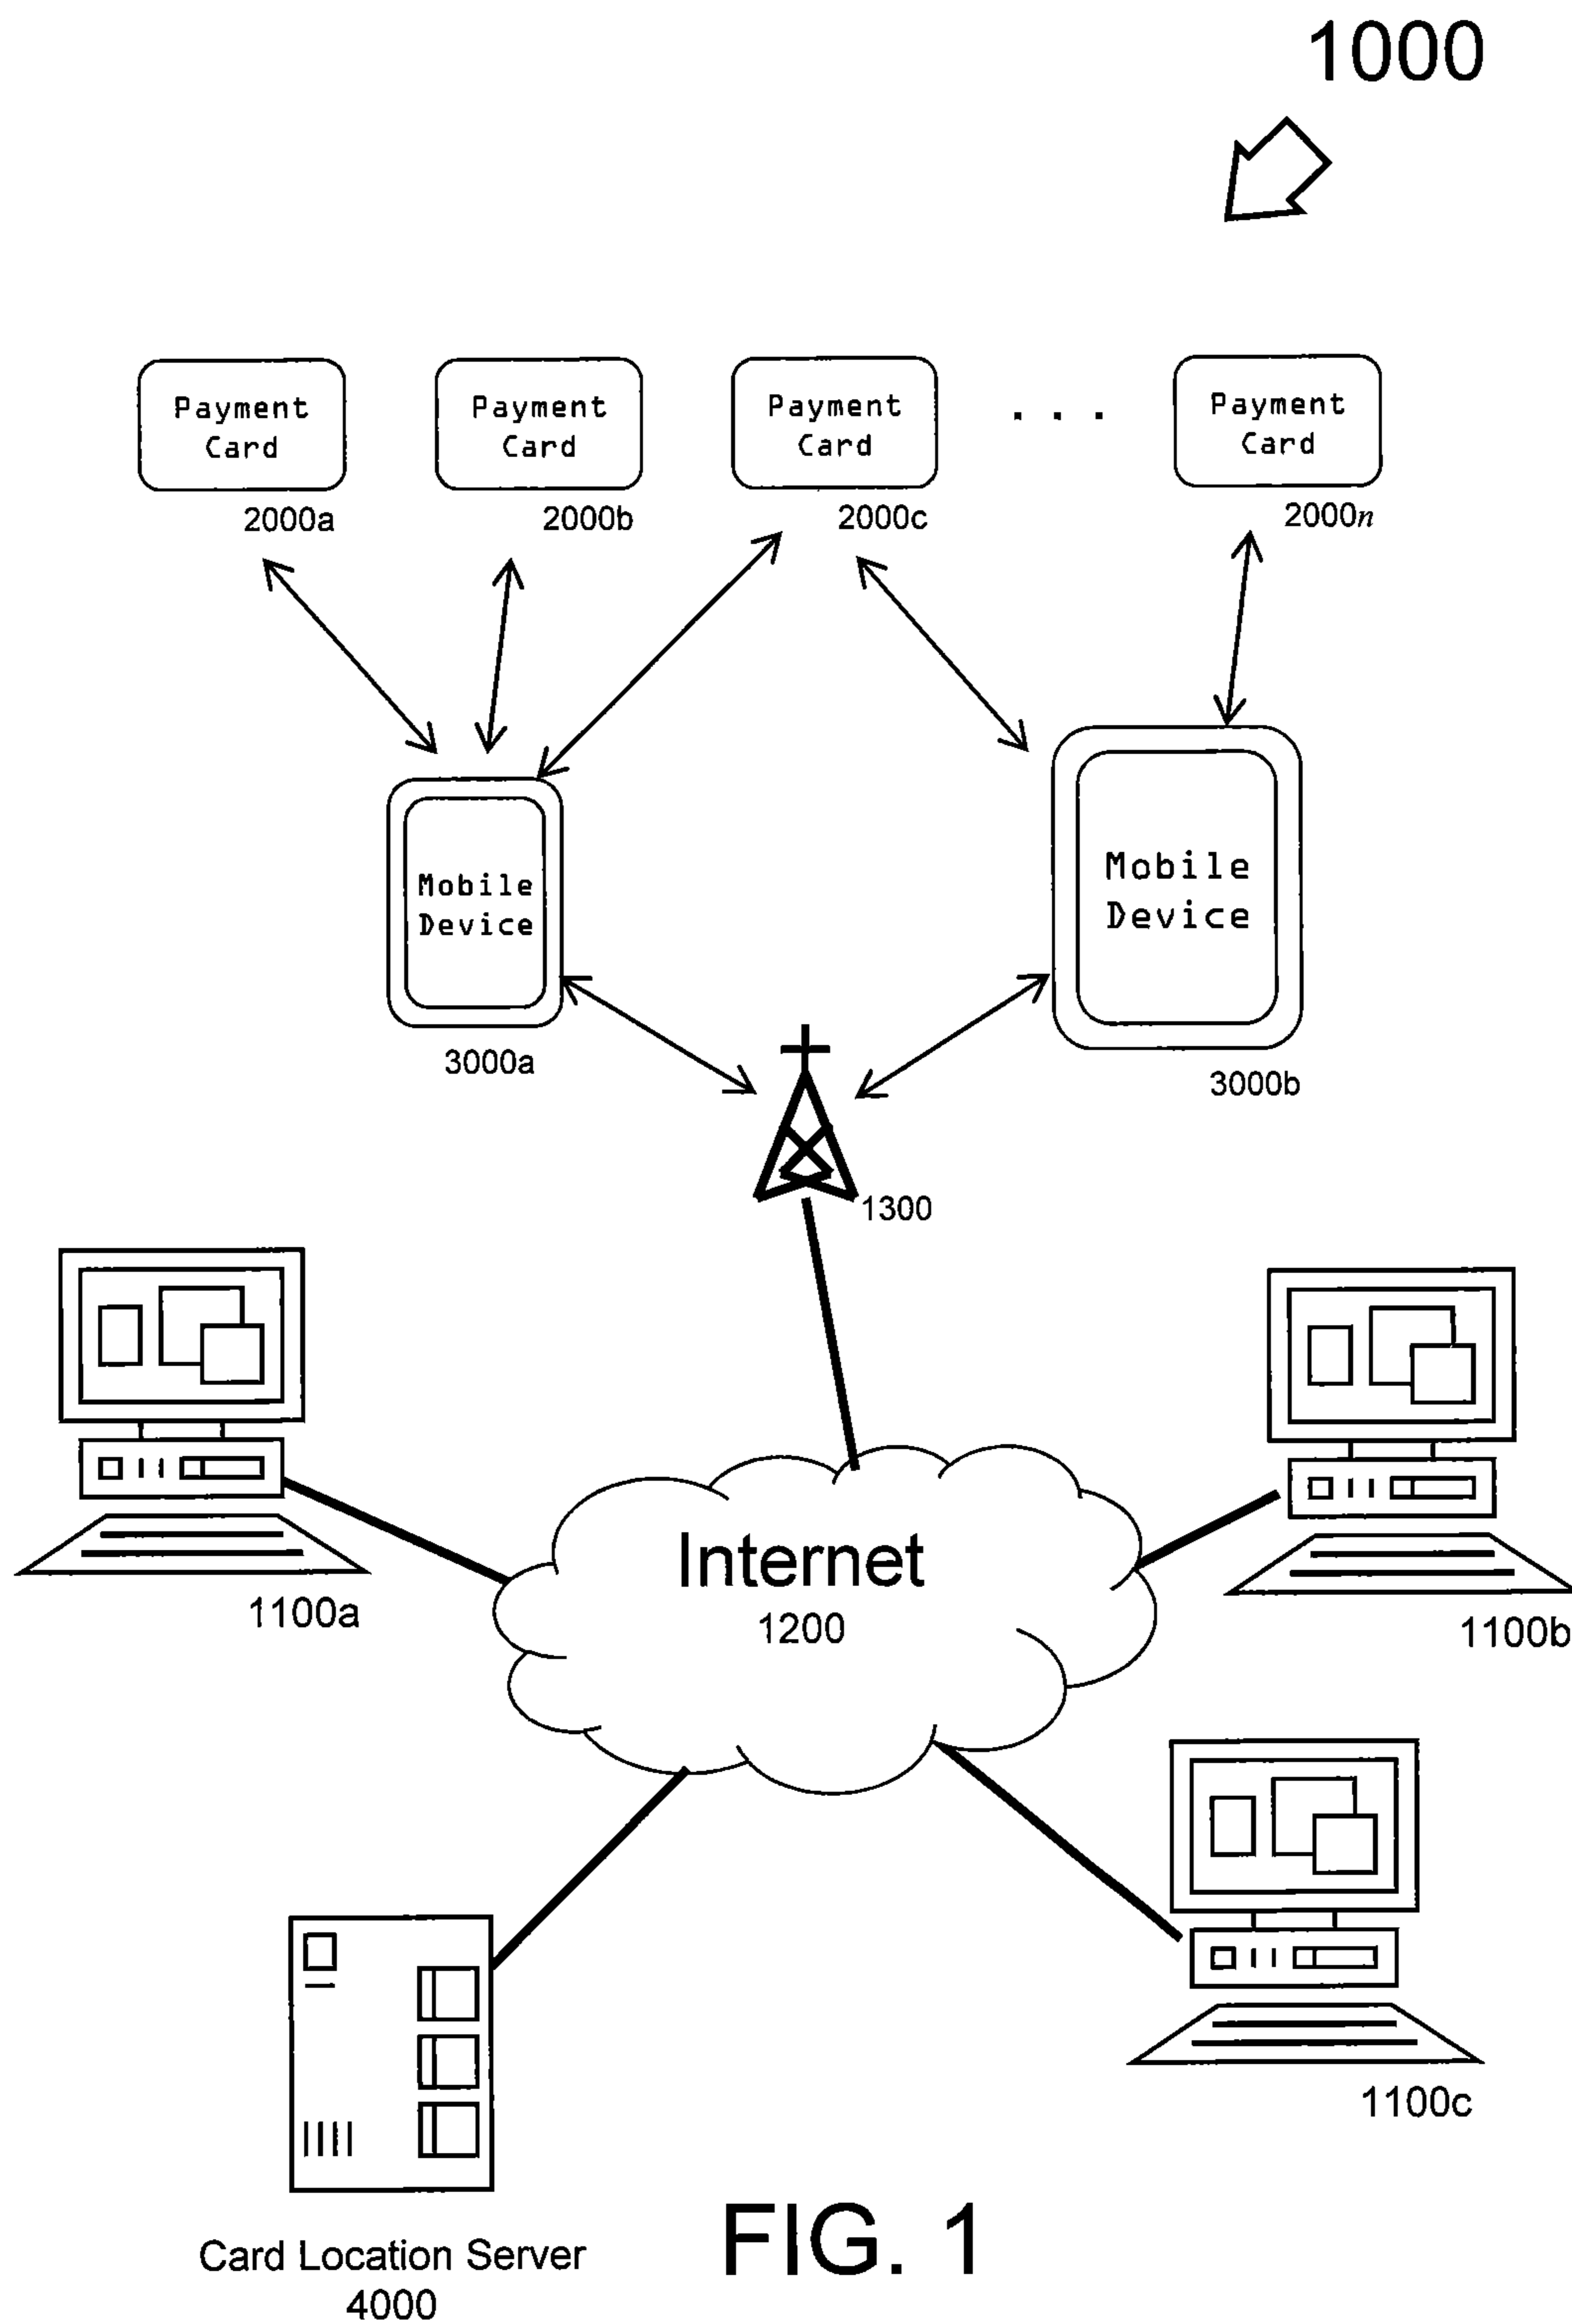 1000
Payment
Card
2000a
Payment
Card
2000b
Payment
Card
2000c
. . .
Payment
Card
2000n
Mobile
Device
3000a
Mobile
Device
3000b
1300
1100a
Internet
1200
1100b
1100c
Card Location Server
4000
FIG. 1